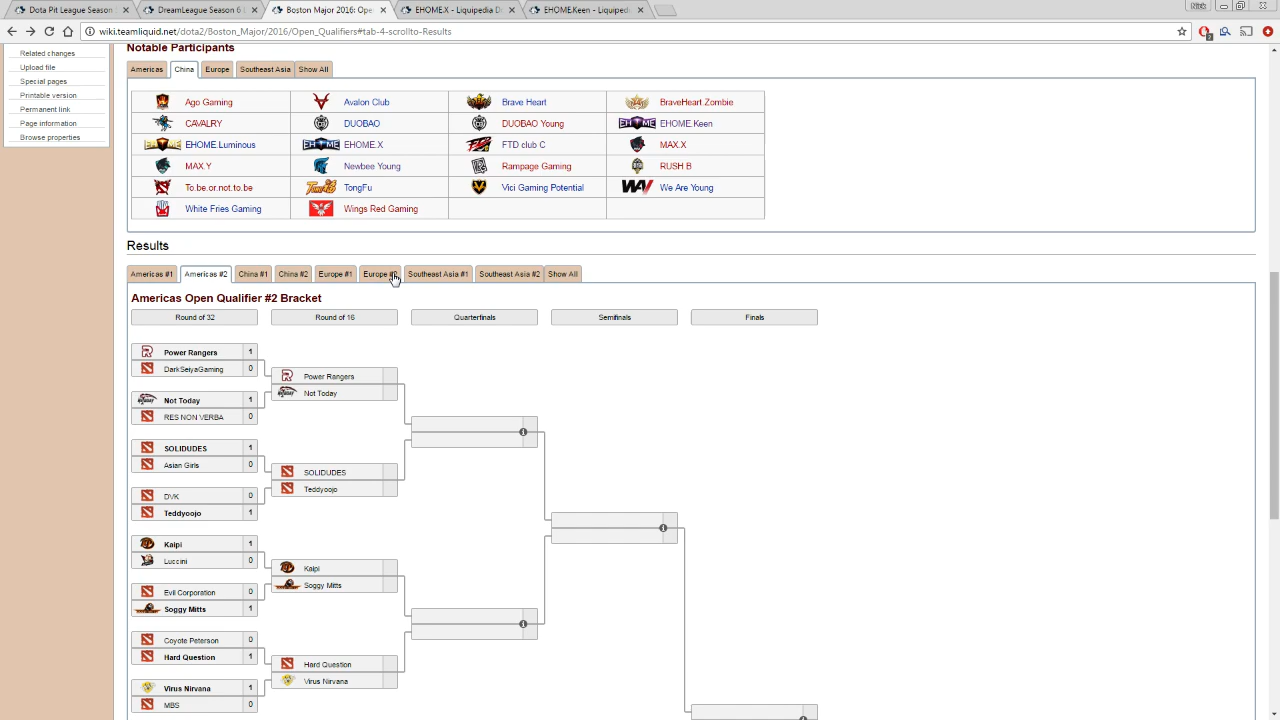 Dota Pit League Season
DreamLeague Season 6
Boston Major 2016: Open
EHOME.X - Liquipedia D
EHOME.Keen - Liquipedi
wiki.teamliquid.net/dota2/Boston_Major/2016/Open_Qualifiers#tab-4-scrollto-Results
Related changes
Upload file
Special pages
Printable version
Permanent link
Page information
Browse properties
Notable Participants
Americas China Europe Southeast Asia Show All
Ago Gaming Avalon Club Brave Heart BraveHeart Zombie
CAVALRY DUOBAO DUOBAO Young EHOME.Keen
EHOME.Luminous EHOME.X FTD club C MAX.X
MAX.Y Newbee Young Rampage Gaming RUSH B
To.be.or.not.to.be TongFu Vici Gaming Potential We Are Young
White Fries Gaming Wings Red Gaming
Results
Americas #1 Americas #2 China #1 China #2 Europe #1 Europe Southeast Asia #1 Southeast Asia #2 Show All
Americas Open Qualifier #2 Bracket
Round of 32 Round of 16 Quarterfinals Semifinals Finals
Power Rangers 1
DarkSeiyaGaming 0
Not Today 1
RES NON VERBA 0
SOLIDUDES 1
Asian Girls 0
DVK 0
Teddyoojo 1
Kaipi 1
Luccini 0
Evil Corporation 0
Soggy Mitts 1
Coyote Peterson 0
Hard Question 1
Virus Nirvana 1
MBS 0
Power Rangers
Not Today
SOLIDUDES
Teddyoojo
Kaipi
Soggy Mitts
Hard Question
Virus Nirvana